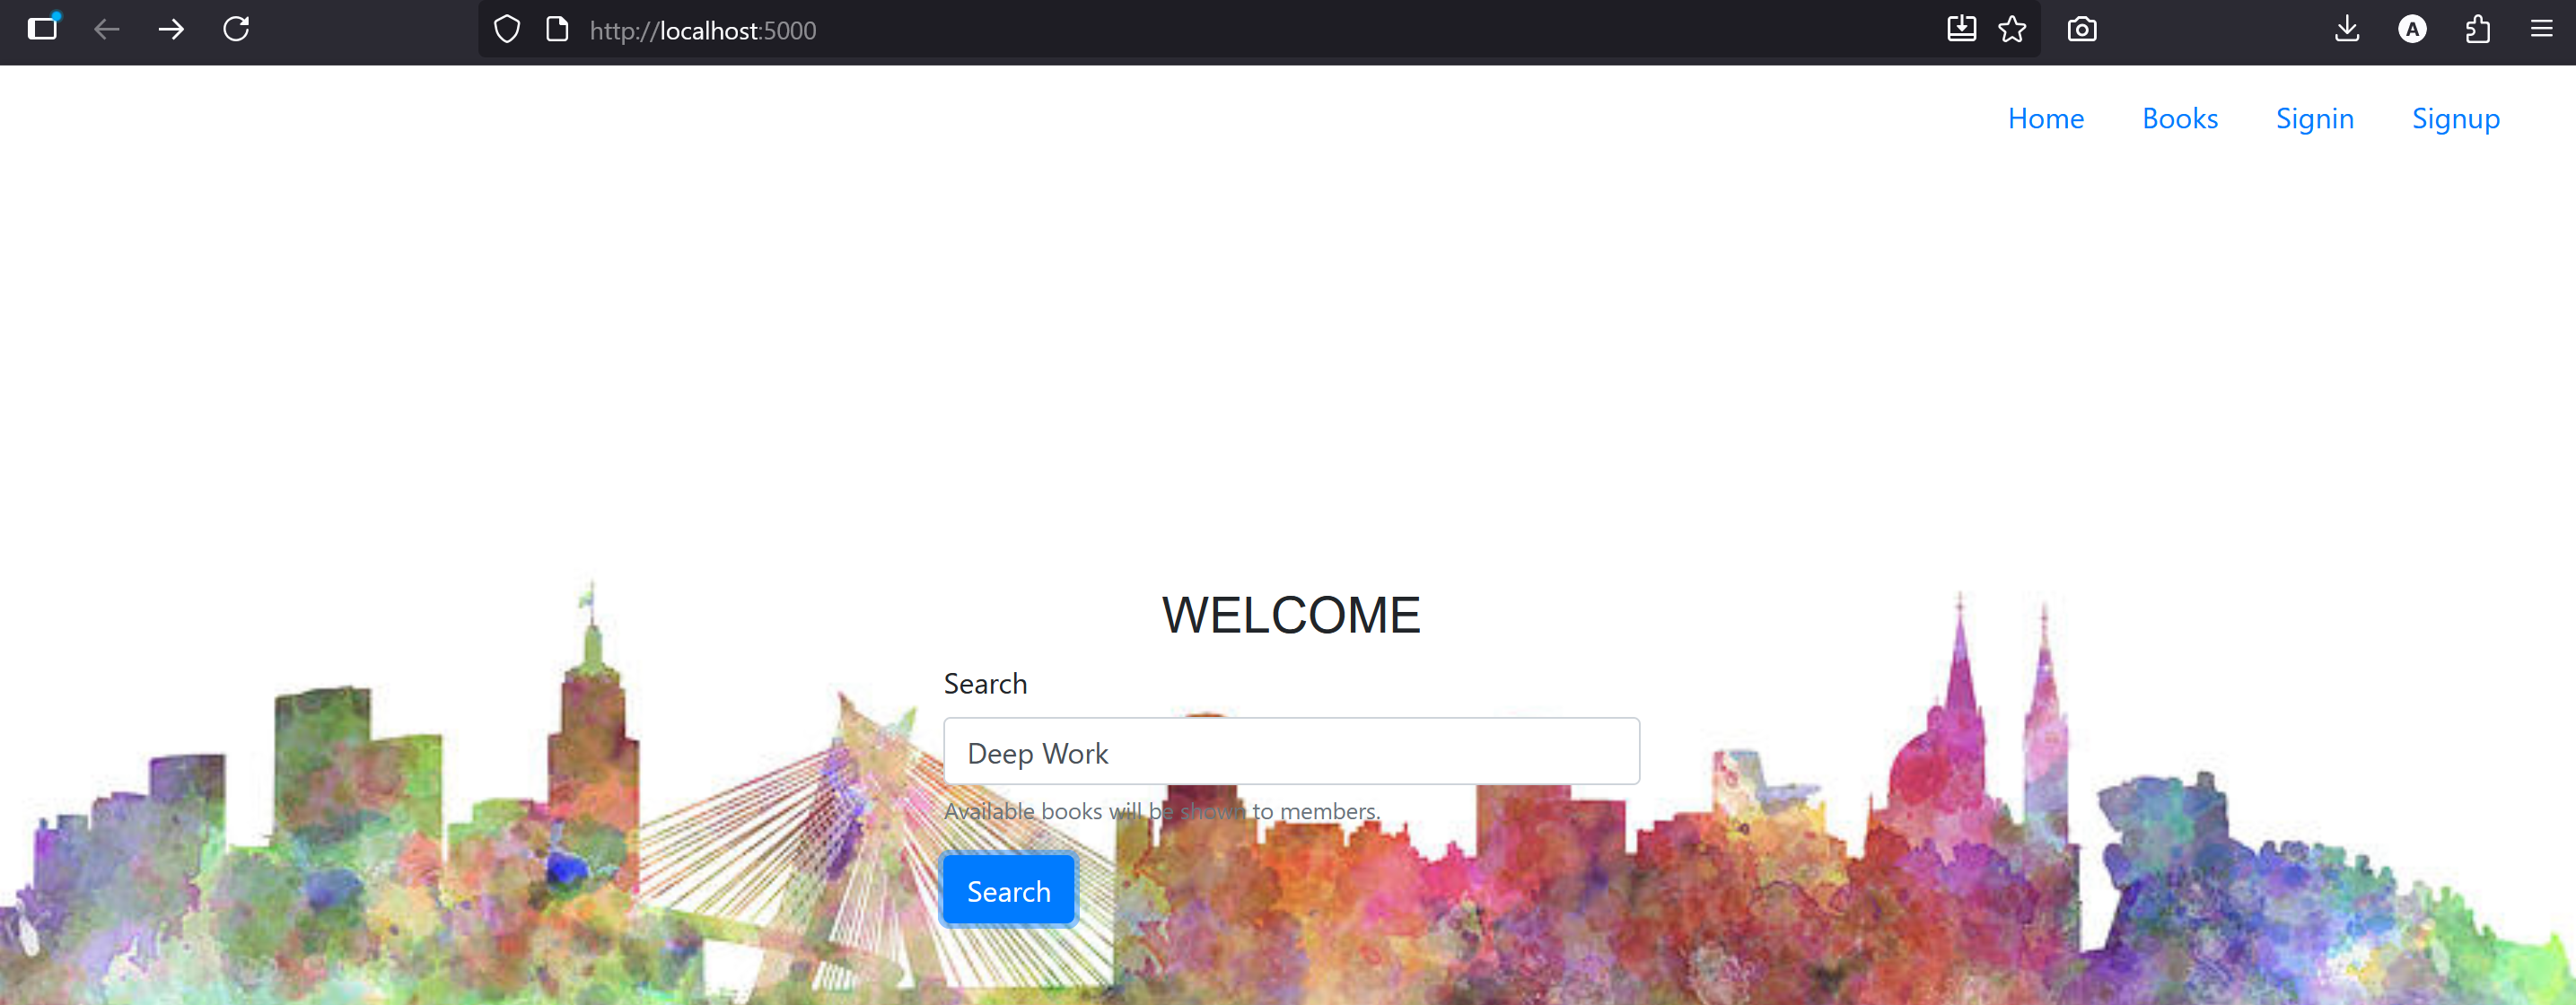 http://localhost:5000
A
Home Books Signin Signup
WELCOME
Search
Deep Work
Available books will be shown to members.
Search